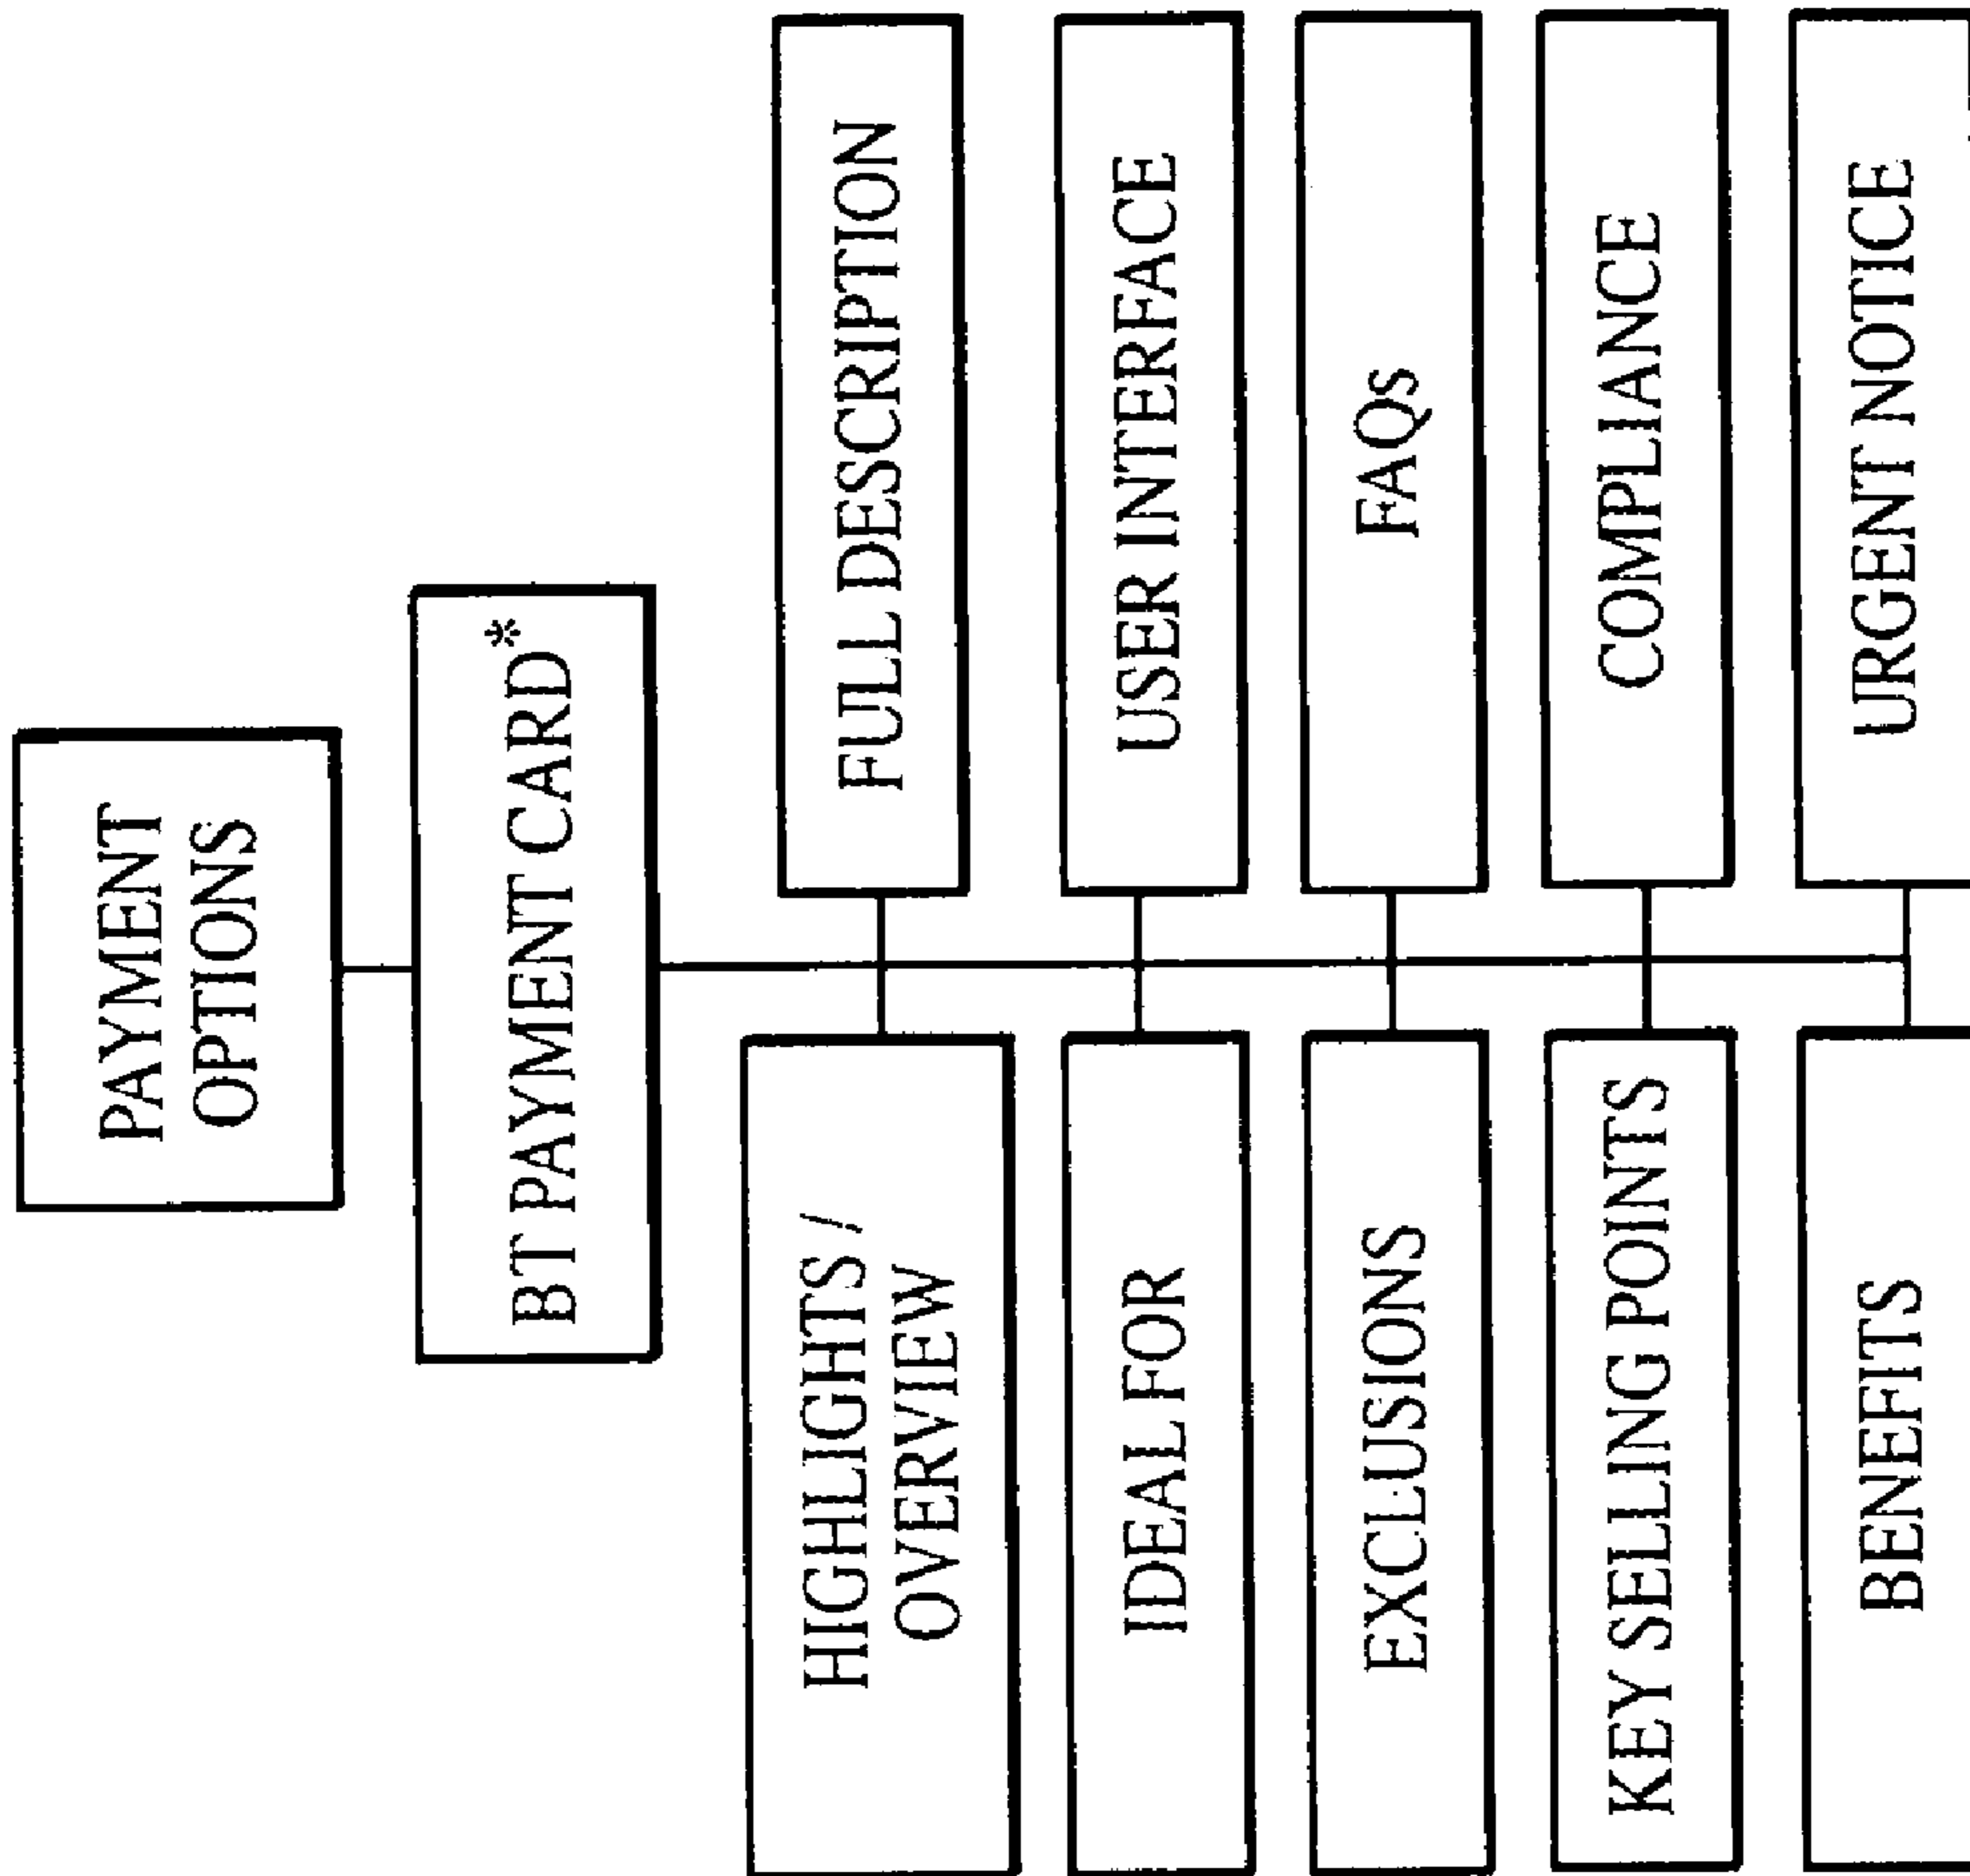 PAYMENT
OPTIONS
BT PAYMENT CARD*
HIGHLIGHTS /
OVERVIEW
FULL DESCRIPTION
IDEAL FOR
USER INTERFACE
EXCLUSIONS
FAQs
KEY SELLING POINTS
COMPLIANCE
BENEFITS
URGENT NOTICE